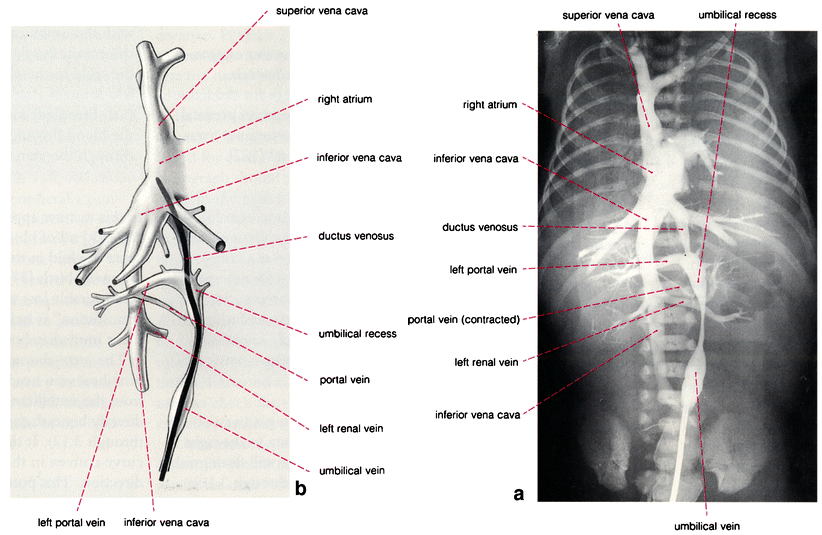 superior vena cava
right atrium
inferior vena cava
ductus venosus
umbilical recess
portal vein
left renal vein
umbilical vein
left portal vein
inferior vena cava
b
superior vena cava
umbilical recess
right atrium
inferior vena cava
ductus venosus
left portal vein
portal vein (contracted)
left renal vein
inferior vena cava
umbilical vein
a